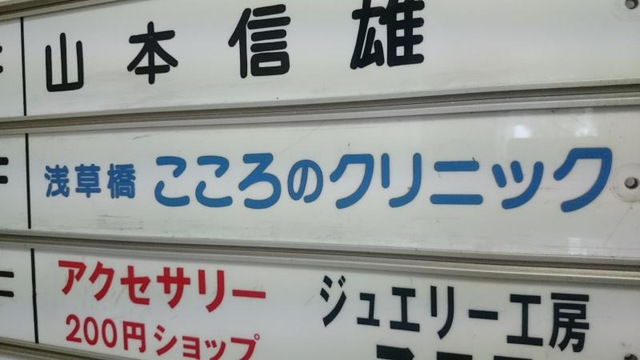 山本信雄
浅草橋 こころのクリニック
アクセサリー
200円ショップ
ジュエリー工房